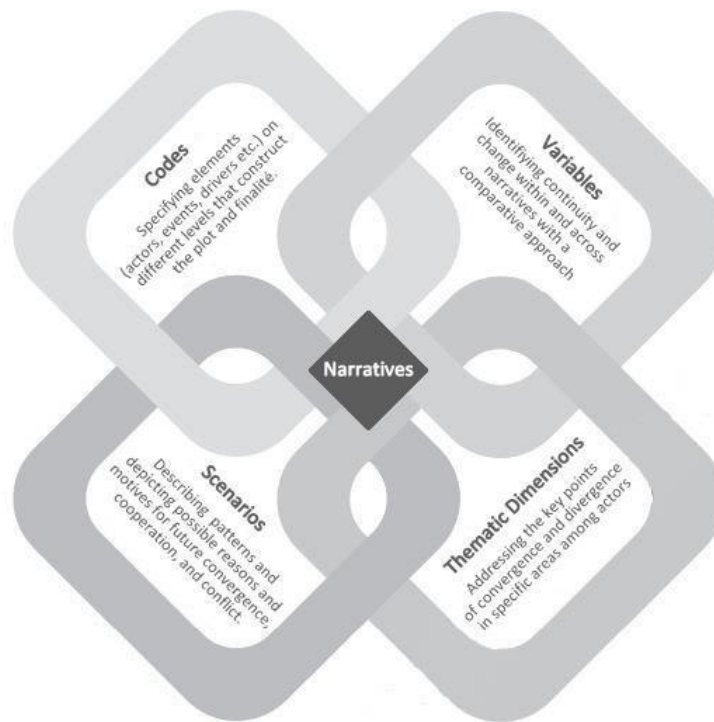 Codes
Specifying elements
(actors, events, drivers etc.) on
different levels that construct
the plot and finalité.
Variables
Identifiying continuity and
change within and across
narratives with a
comparative approach
Narratives
Scenarios
Describing patterns and
depicting possible reasons and
motives for future convergence,
cooperation, and conflict.
Thematic Dimensions
Addressing the key points
of convergence and divergence
in specific areas among actors